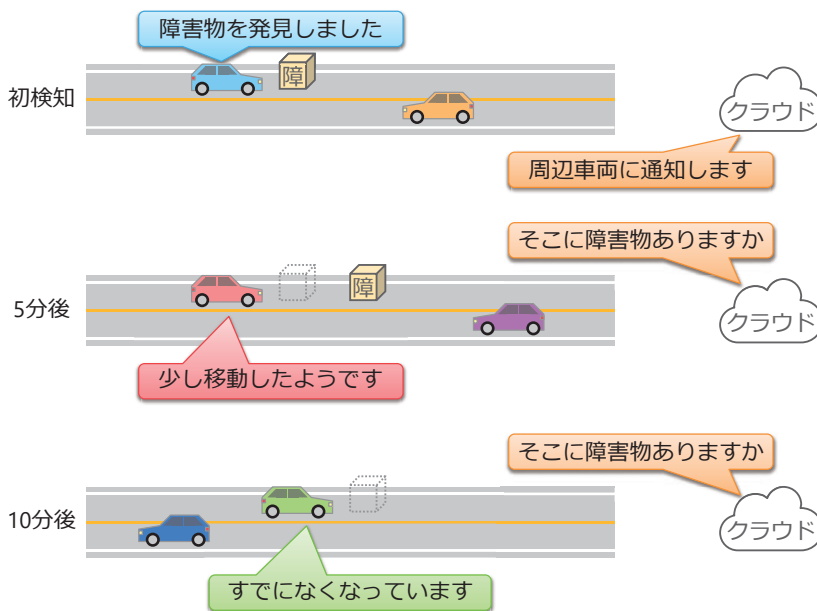 障害物を発見しました
障
初検知
クラウド
周辺車両に通知します
そこに障害物ありますか
障
5分後
クラウド
少し移動したようです
そこに障害物ありますか
10分後
クラウド
すでになくなっています